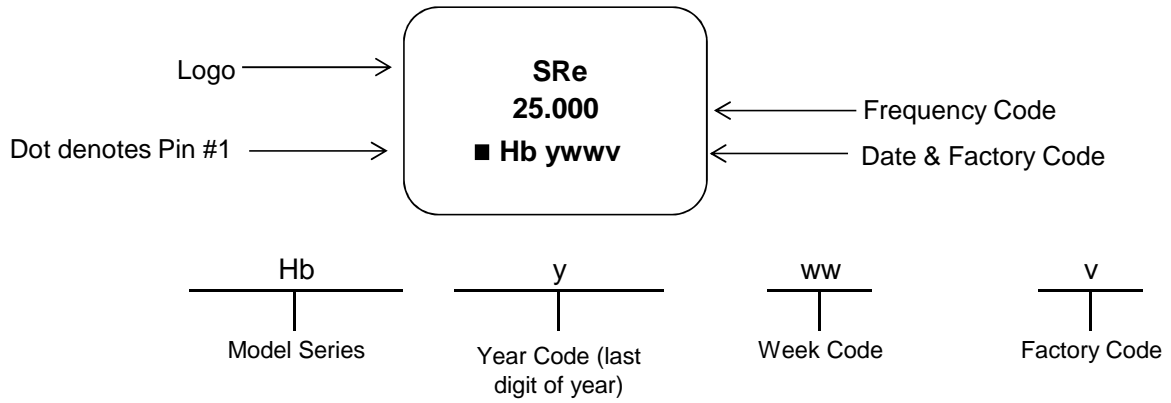 Logo
SRe
25.000
Frequency Code
Dot denotes Pin #1
■ Hb ywwv
Date & Factory Code
Hb
y
ww
v
Model Series
Year Code (last
digit of year)
Week Code
Factory Code